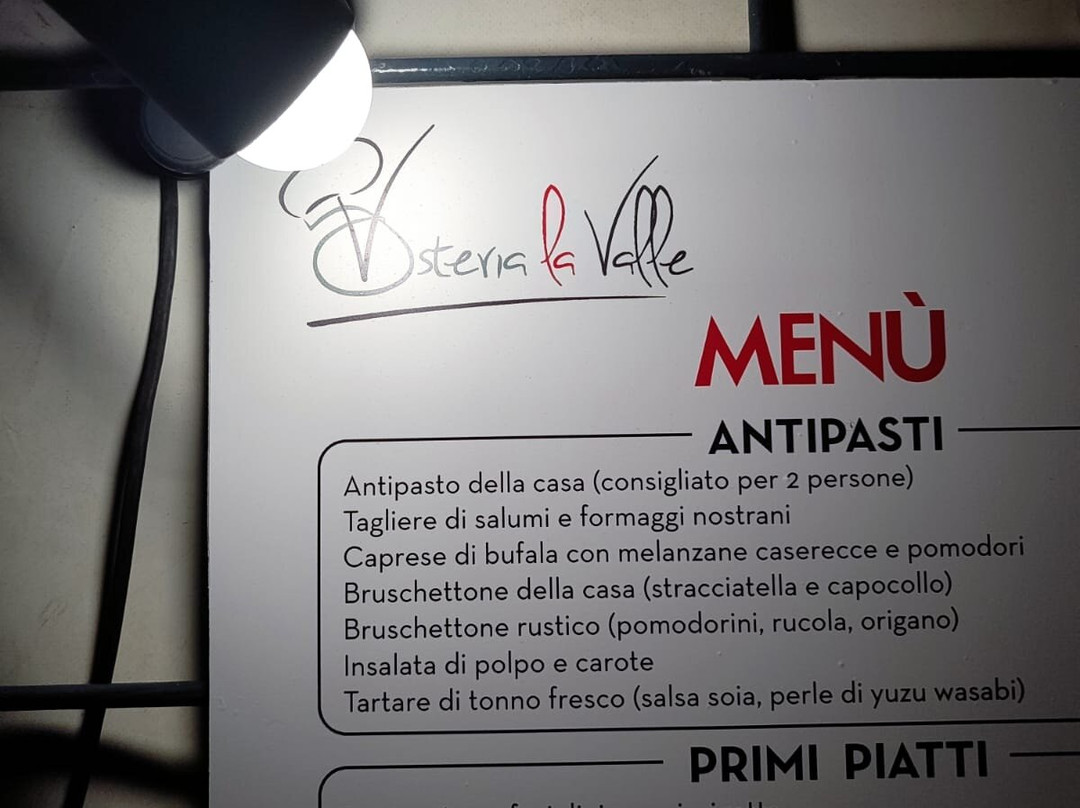 Osteria la Valle
MENÙ
ANTIPASTI
Antipasto della casa (consigliato per 2 persone)
Tagliere di salumi e formaggi nostrani
Caprese di bufala con melanzane caserecce e pomodori
Bruschettone della casa (stracciatella e capocollo)
Bruschettone rustico (pomodorini, rucola, origano)
Insalata di polpo e carote
Tartare di tonno fresco (salsa soia, perle di yuzu wasabi)
PRIMI PIATTI